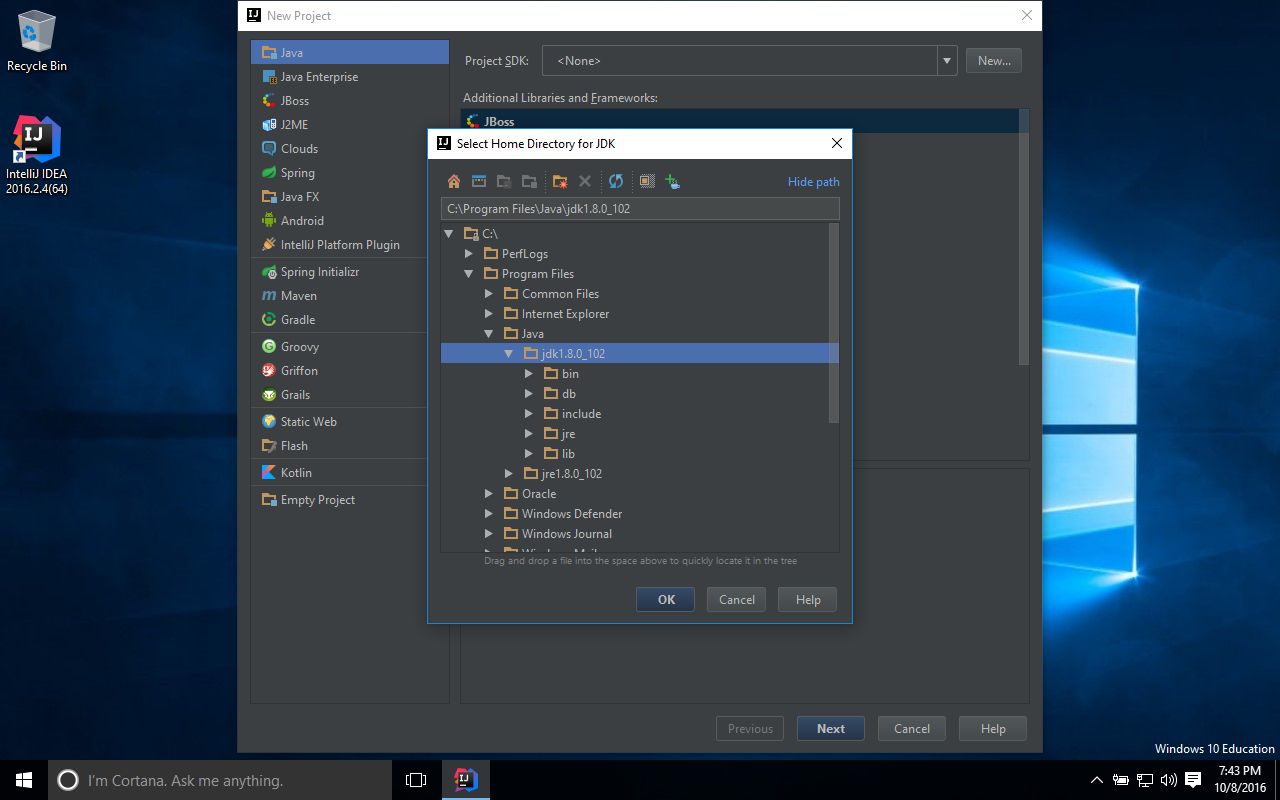 Recycle Bin
IntelliJ IDEA
2016.2.4(64)
New Project
Java
Java Enterprise
JBoss
J2ME
Clouds
Spring
Java FX
Android
IntelliJ Platform Plugin
Spring Initializr
Maven
Gradle
Groovy
Griffon
Grails
Static Web
Flash
Kotlin
Empty Project
Project SDK: <None> New...
Additional Libraries and Frameworks:
JBoss
Select Home Directory for JDK
Hide path
C:\Program Files\Java\jdk1.8.0_102
C:\
PerfLogs
Program Files
Common Files
Internet Explorer
Java
jdk1.8.0_102
bin
db
include
jre
lib
jre1.8.0_102
Oracle
Windows Defender
Windows Journal
Drag and drop a file into the space above to quickly locate it in the tree
OK Cancel Help
Previous Next Cancel Help
Windows 10 Education
I'm Cortana. Ask me anything.
7:43 PM
10/8/2016